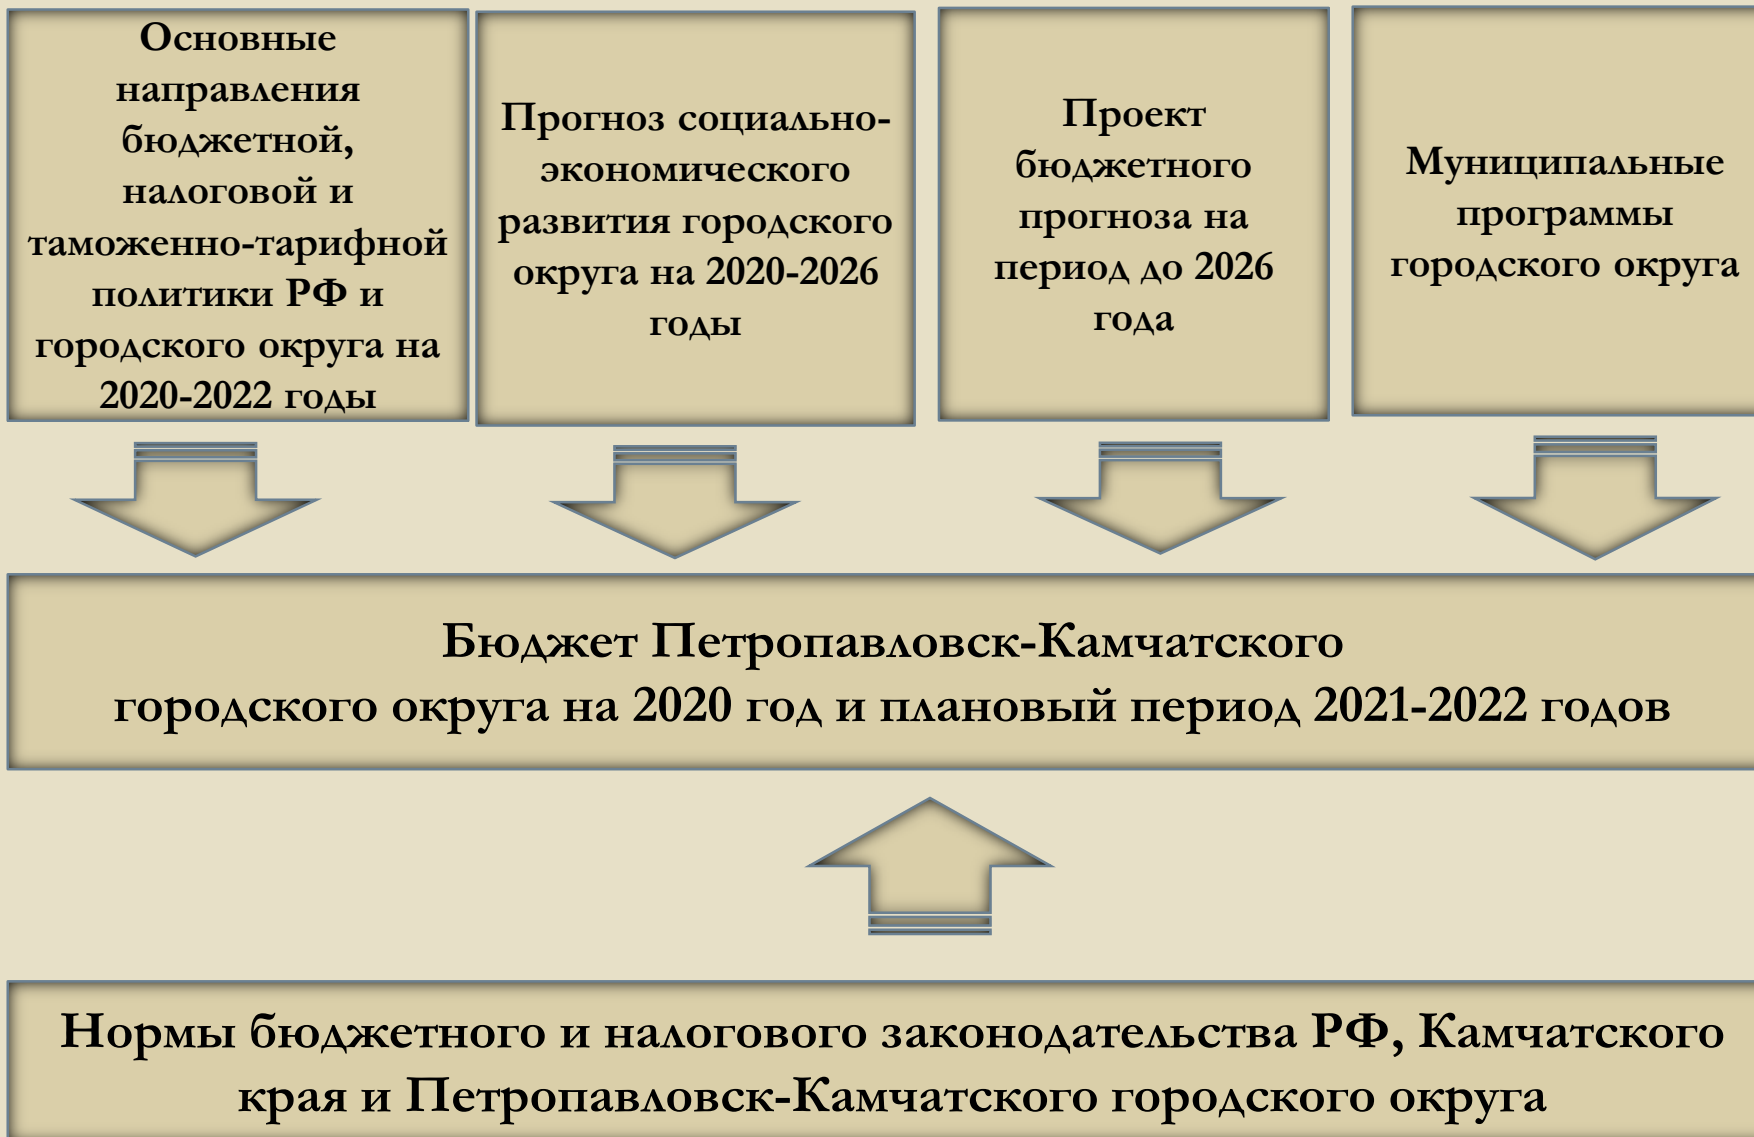 Основные
направления
бюджетной,
налоговой и
таможенно-тарифной
политики РФ и
городского округа на
2020-2022 годы
Прогноз социально-
экономического
развития городского
округа на 2020-2026
годы
Проект
бюджетного
прогноза на
период до 2026
года
Муниципальные
программы
городского округа
Бюджет Петропавловск-Камчатского
городского округа на 2020 год и плановый период 2021-2022 годов
Нормы бюджетного и налогового законодательства РФ, Камчатского
края и Петропавловск-Камчатского городского округа